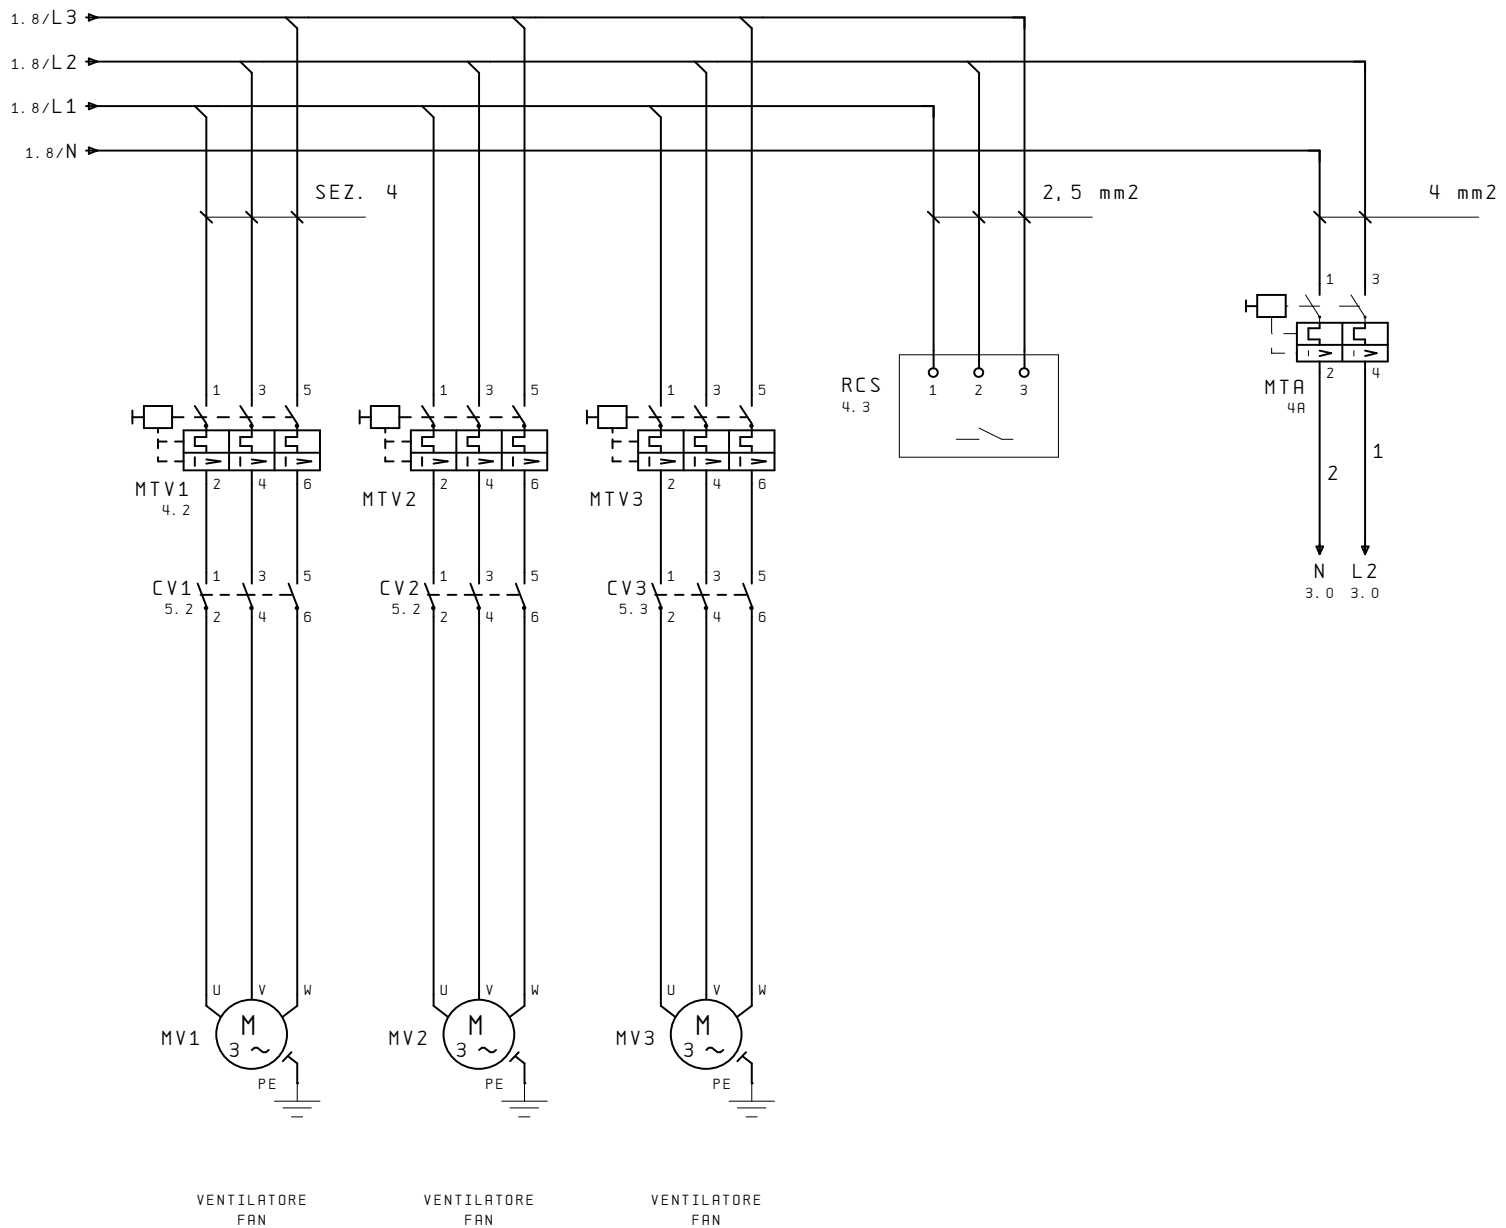 1.8/L3
1.8/L2
1.8/L1
1.8/N
SEZ. 4
2,5 mm2
4 mm2
1 3
2 4
MTA
4A
2
1
N L2
3.0 3.0
RCS
4.3
1 2 3
1 3 5
1 3 5
1 3 5
MTV1
4.2
2 4 6
MTV2
2 4 6
MTV3
2 4 6
CV1
5.2
1 3 5
2 4 6
CV2
5.2
1 3 5
2 4 6
CV3
5.3
1 3 5
2 4 6
U V W
U V W
U V W
MV1
M
3 ~
PE
MV2
M
3 ~
PE
MV3
M
3 ~
PE
VENTILATORE
FAN
VENTILATORE
FAN
VENTILATORE
FAN